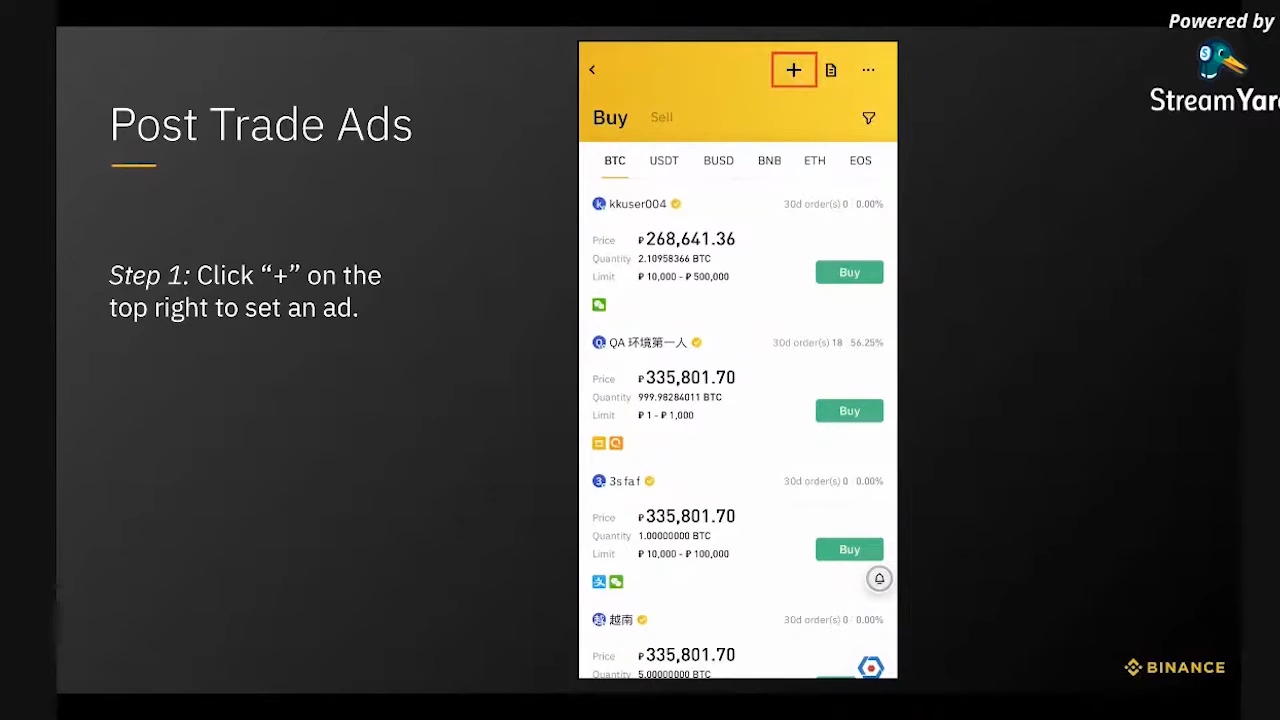 Powered by
StreamYar
Post Trade Ads
Step 1: Click “+” on the
top right to set an ad.
Buy Sell
BTC USDT BUSD BNB ETH EOS
kkuser004 30d order(s) 0 0.00%
Price ₽ 268,641.36
Quantity 2.10958366 BTC
Limit ₽ 10,000 - ₽ 500,000
Buy
QA 环境第一人 30d order(s) 18 56.25%
Price ₽ 335,801.70
Quantity 999.98284011 BTC
Limit ₽ 1 - ₽ 1,000
Buy
3sfaf 30d order(s) 0 0.00%
Price ₽ 335,801.70
Quantity 1.00000000 BTC
Limit ₽ 10,000 - ₽ 100,000
Buy
越南 30d order(s) 0 0.00%
Price ₽ 335,801.70
Quantity 5.00000000 BTC
BINANCE